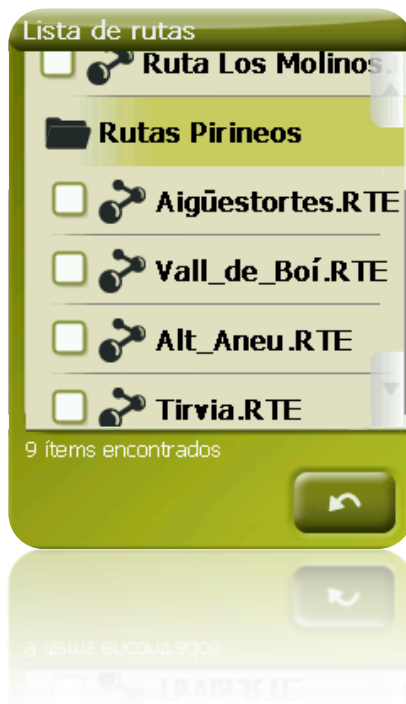 Lista de rutas
Ruta Los Molinos.
Rutas Pirineos
Aigüestortes.RTE
Vall_de_Boí.RTE
Alt_Aneu.RTE
Tirvia.RTE
9 ítems encontrados